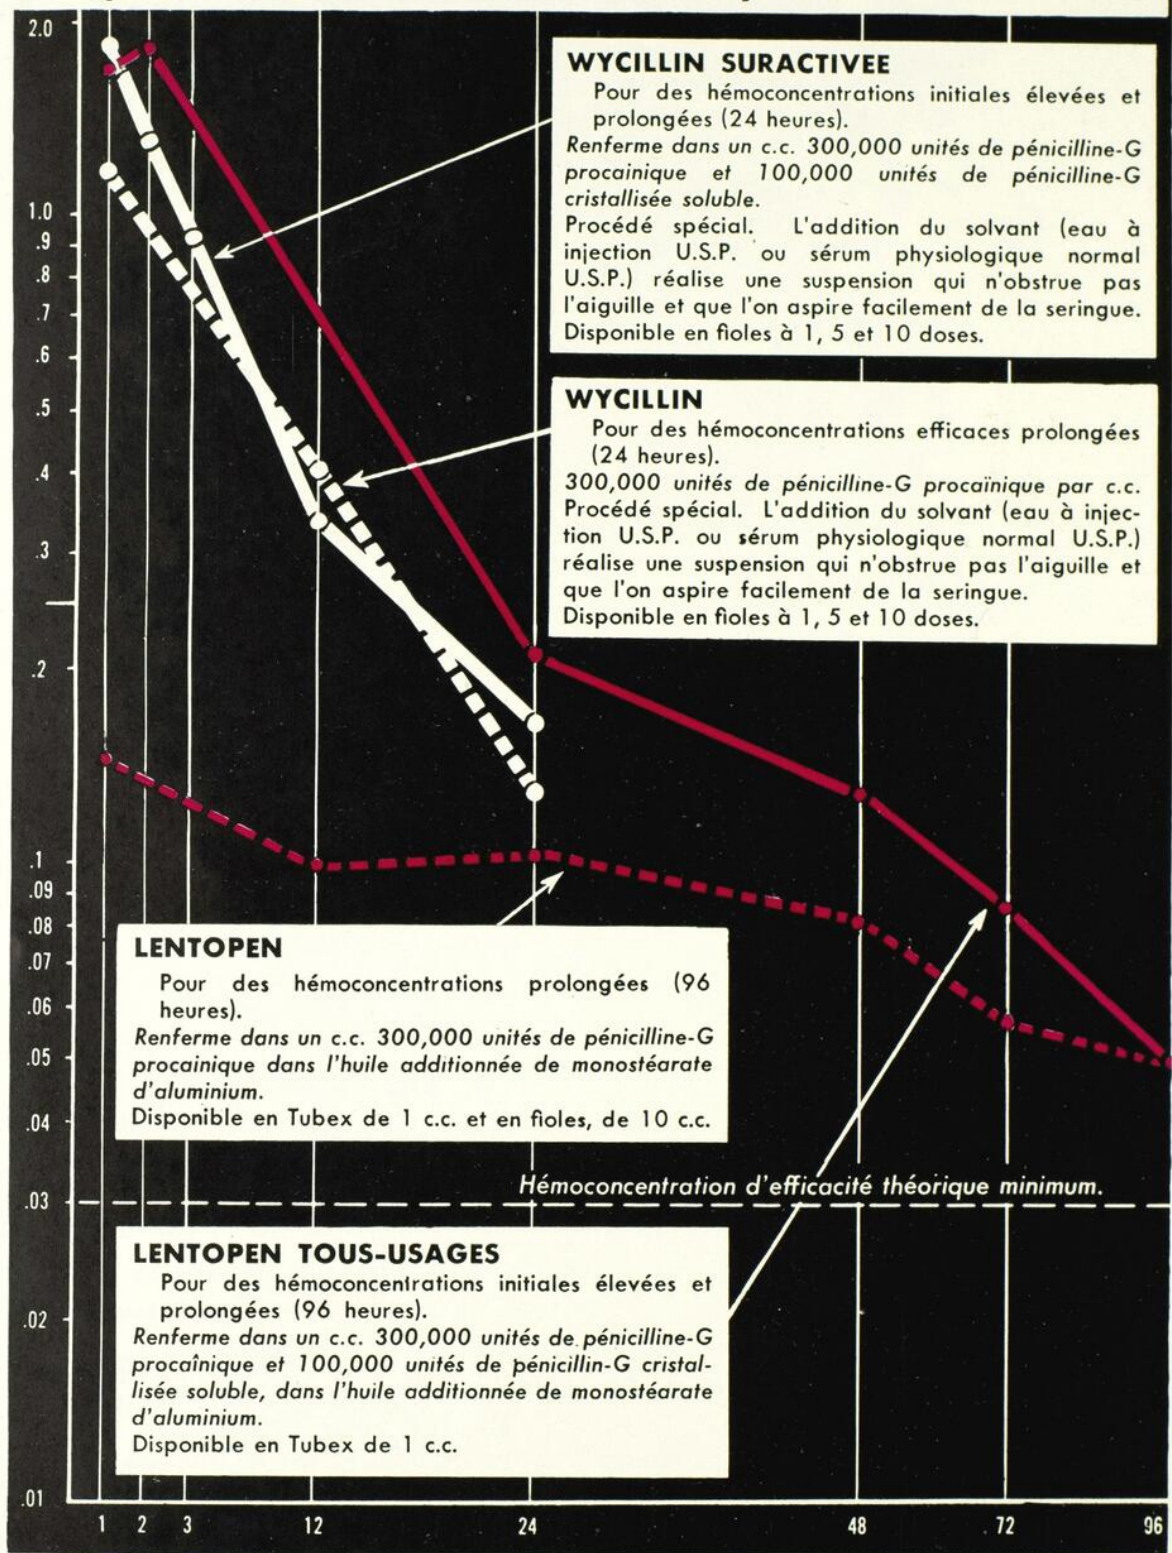 2.0
1.0
.9
.8
.7
.6
.5
.4
.3
.2
.1
.09
.08
.07
.06
.05
.04
.03
.02
.01
WYCILLIN SURACTIVEE
Pour des hémoconcentrations initiales élevées et
prolongées (24 heures).
Renferme dans un c.c. 300,000 unités de pénicilline-G
procainique et 100,000 unités de pénicilline-G
cristallisée soluble.
Procédé spécial. L'addition du solvant (eau à
injection U.S.P. ou sérum physiologique normal
U.S.P.) réalise une suspension qui n'obstrue pas
l'aiguille et que l'on aspire facilement de la seringue.
Disponible en fioles à 1, 5 et 10 doses.
WYCILLIN
Pour des hémoconcentrations efficaces prolongées
(24 heures).
300,000 unités de pénicilline-G procaïnique par c.c.
Procédé spécial. L'addition du solvant (eau à injec-
tion U.S.P. ou sérum physiologique normal U.S.P.)
réalise une suspension qui n'obstrue pas l'aiguille et
que l'on aspire facilement de la seringue.
Disponible en fioles à 1, 5 et 10 doses.
LENTOPEN
Pour des hémoconcentrations prolongées (96
heures).
Renferme dans un c.c. 300,000 unités de pénicilline-G
procainique dans l'huile additionnée de monostéarate
d'aluminium.
Disponible en Tubex de 1 c.c. et en fioles, de 10 c.c.
Hémoconcentration d'efficacité théorique minimum.
LENTOPEN TOUS-USAGES
Pour des hémoconcentrations initiales élevées et
prolongées (96 heures).
Renferme dans un c.c. 300,000 unités de pénicilline-G
procaînique et 100,000 unités de pénicillin-G cristal-
lisée soluble, dans l'huile additionnée de monostéarate
d'aluminium.
Disponible en Tubex de 1 c.c.
1 2 3 12 24 48 72 96